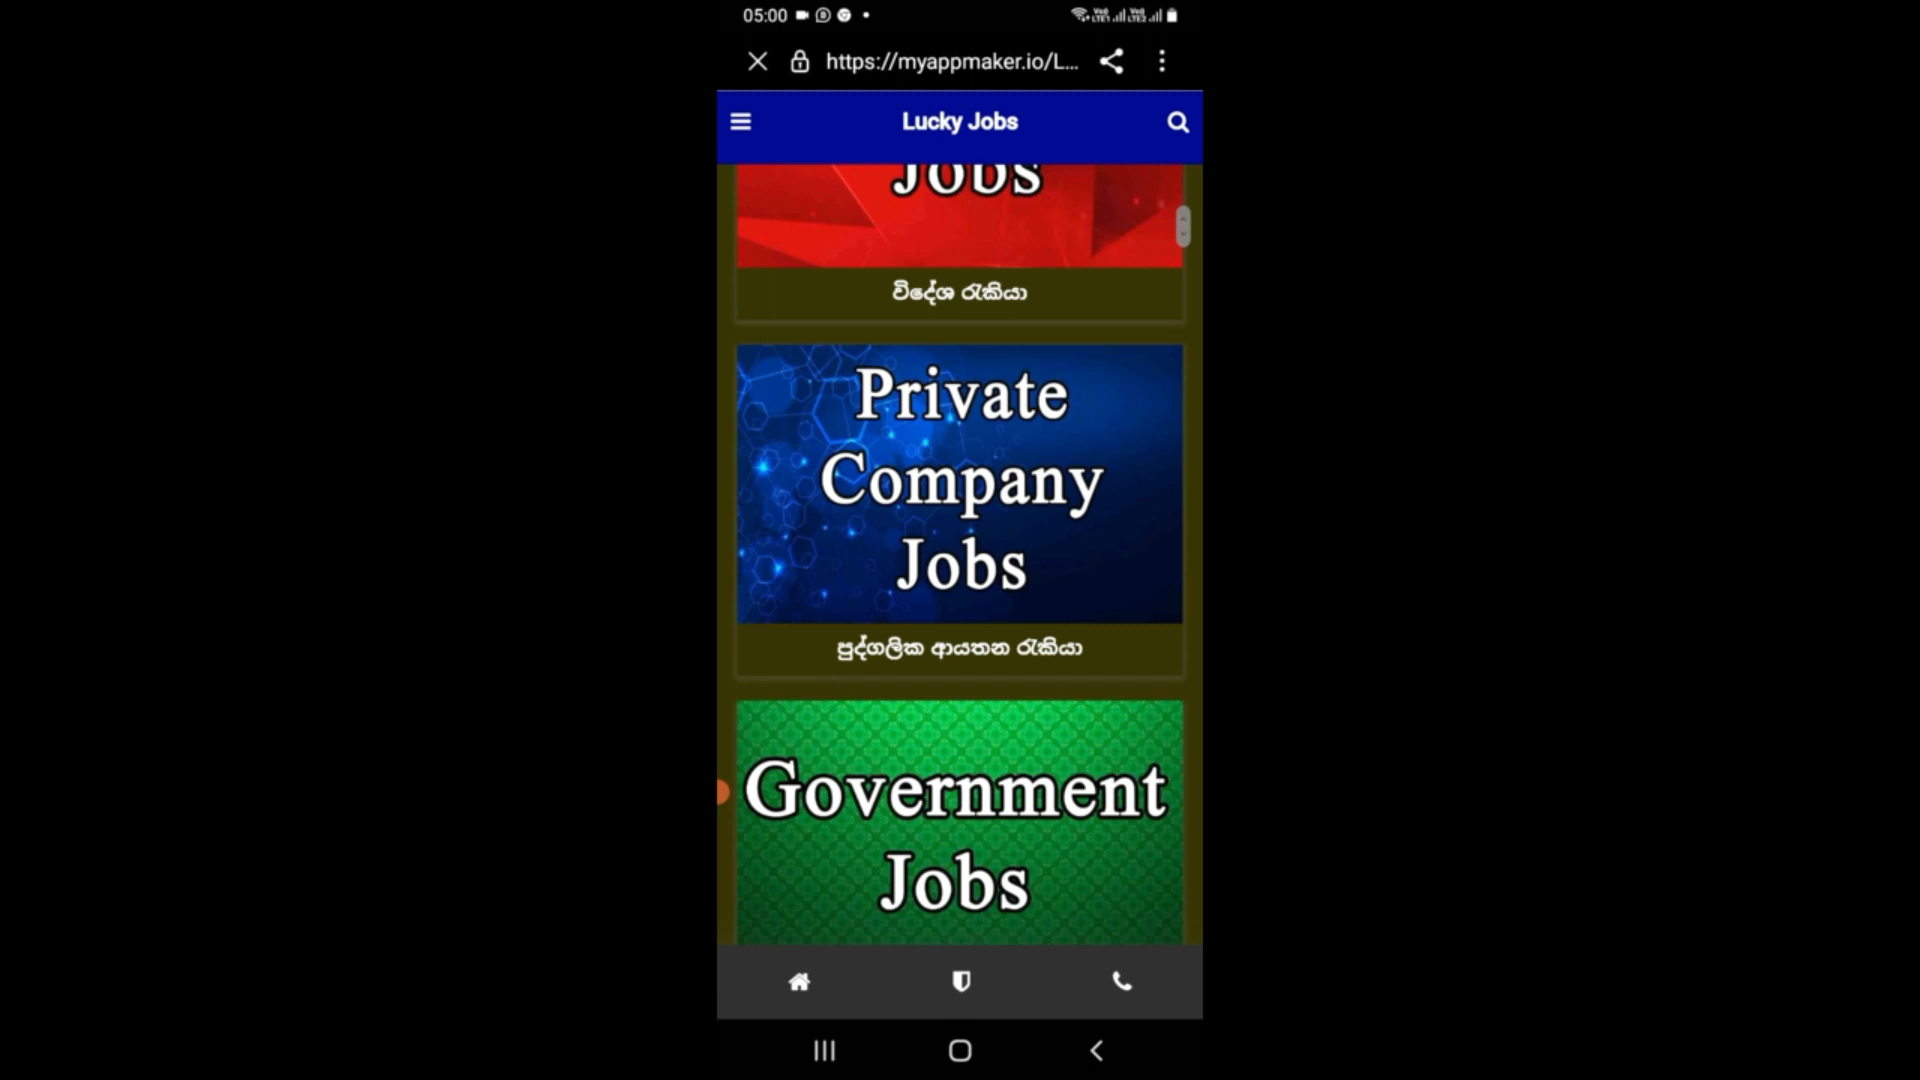 05:00
https://myappmaker.io/L...
Lucky Jobs
Jobs
විදේශ රැකියා
Private
Company
Jobs
පුද්ගලික ආයතන රැකියා
Government
Jobs